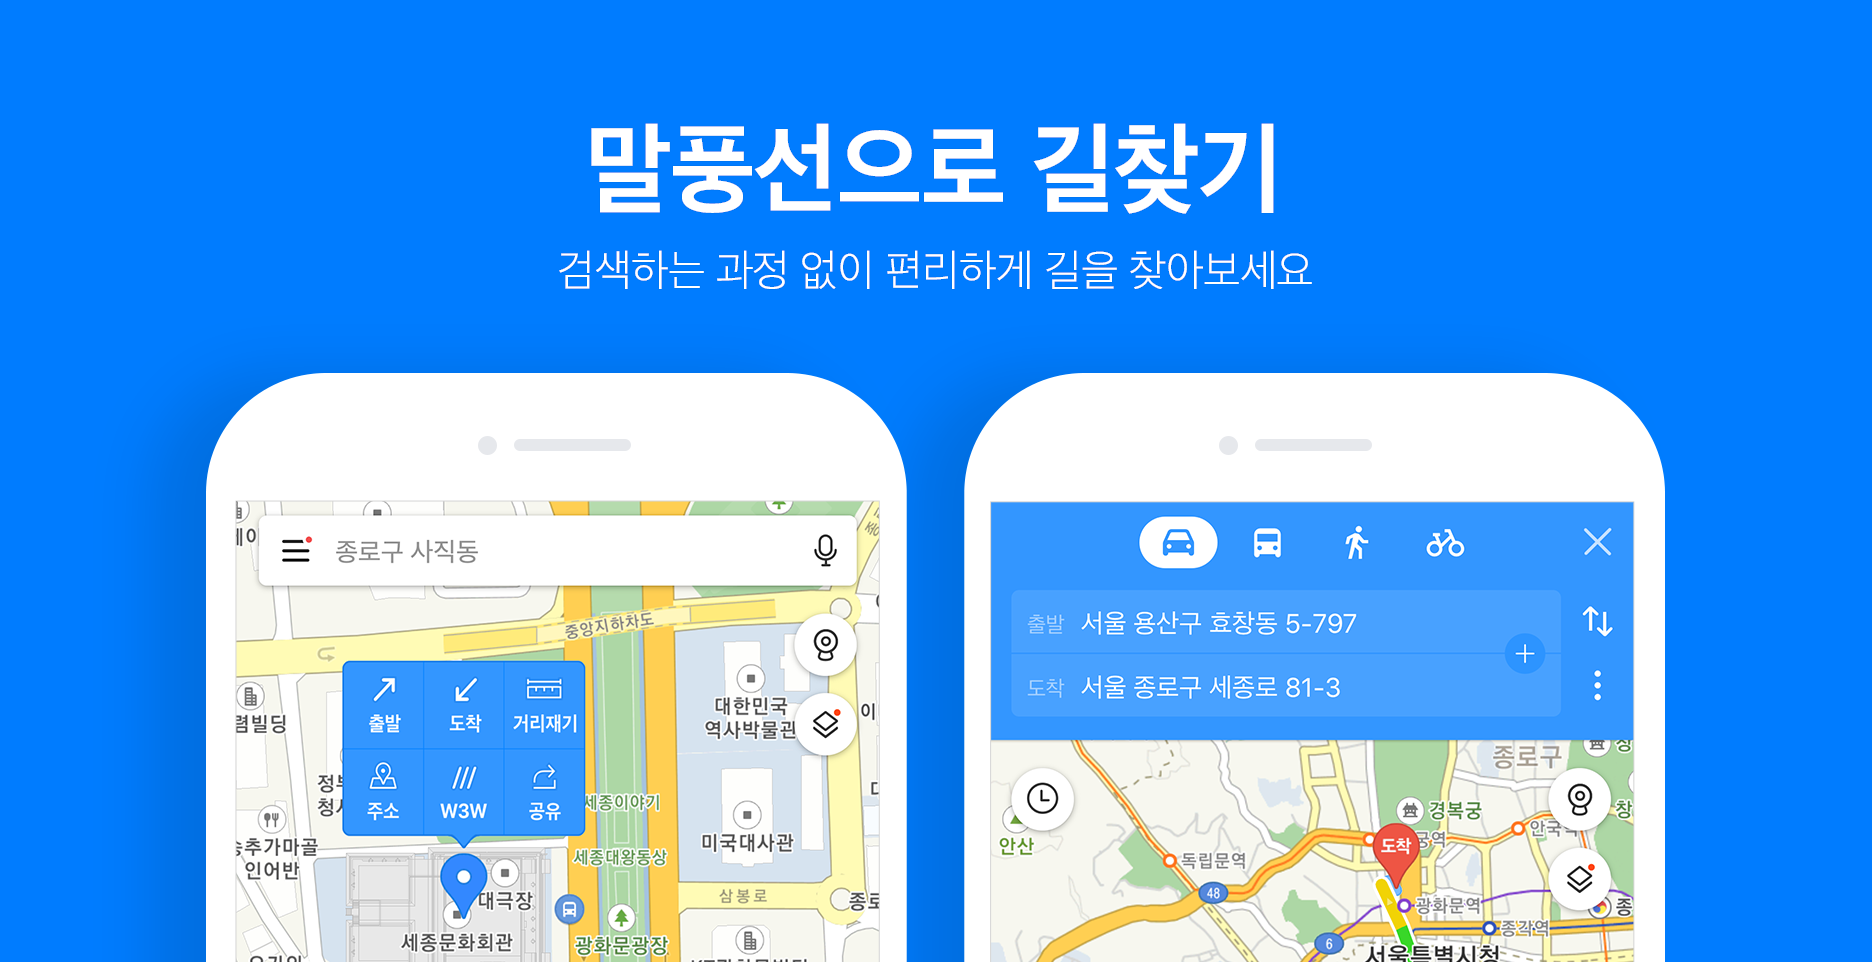 말풍선으로 길찾기
검색하는 과정 없이 편리하게 길을 찾아보세요
종로구 사직동
중앙지하차도
출발
도착
거리재기
주소
W3W
공유
렴빌딩
대한민국
역사박물관
세종이야기
미국대사관
세종대왕동상
추가마골
인어반
대극장
삼봉로
종로
세종문화회관
광화문광장
출발 서울 용산구 효창동 5-797
도착 서울 종로구 세종로 81-3
종로구
경복궁
안산
도착
궁역
안국역
독립문역
48
광화문역
종
종각역
6
서울특별시청